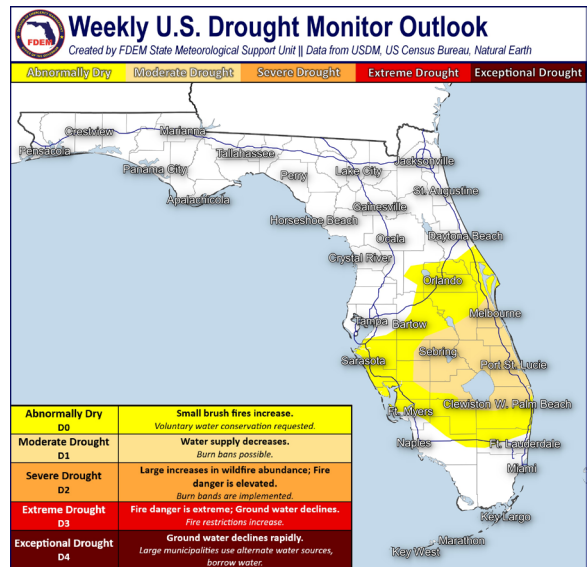 FDEM
Weekly U.S. Drought Monitor Outlook
Created by FDEM State Meteorological Support Unit || Data from USDM, US Census Bureau, Natural Earth
Abnormally Dry Moderate Drought Severe Drought Extreme Drought Exceptional Drought
Crestview
Marianna
Pensacola
Tallahassee
Jacksonville
Panama City
Perry
Lake City
Apalachicola
St. Augustine
Gainesville
Horseshoe Beach
Ocala
Daytona Beach
Crystal River
Orlando
Melbourne
Tampa
Bartow
Sarasota
Sebring
Port St. Lucie
Ft. Myers
Clewiston
W. Palm Beach
Naples
Ft. Lauderdale
Miami
Key Largo
Marathon
Key West
Abnormally Dry
D0
Small brush fires increase.
Voluntary water conservation requested.
Moderate Drought
D1
Water supply decreases.
Burn bans possible.
Severe Drought
D2
Large increases in wildfire abundance; Fire
danger is elevated.
Burn bands are implemented.
Extreme Drought
D3
Fire danger is extreme; Ground water declines.
Fire restrictions increase.
Exceptional Drought
D4
Ground water declines rapidly.
Large municipalities use alternate water sources,
borrow water.